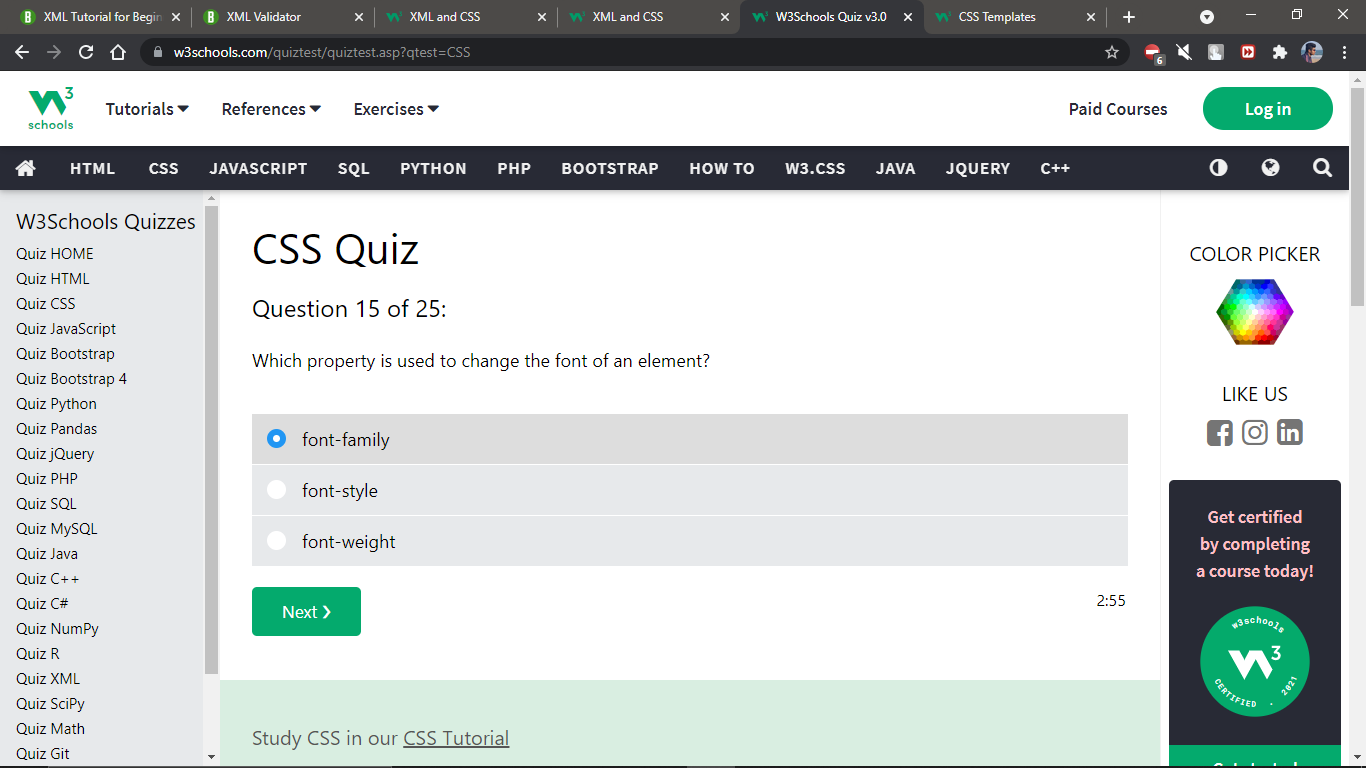 XML Tutorial for Begin
XML Validator
XML and CSS
XML and CSS
W3Schools Quiz v3.0
CSS Templates
w3schools.com/quiztest/quiztest.asp?qtest=CSS
6
3
schools
Tutorials
References
Exercises
Paid Courses
Log in
HTML
CSS
JAVASCRIPT
SQL
PYTHON
PHP
BOOTSTRAP
HOW TO
W3.CSS
JAVA
JQUERY
C++
W3Schools Quizzes
Quiz HOME
Quiz HTML
Quiz CSS
Quiz JavaScript
Quiz Bootstrap
Quiz Bootstrap 4
Quiz Python
Quiz Pandas
Quiz jQuery
Quiz PHP
Quiz SQL
Quiz MySQL
Quiz Java
Quiz C++
Quiz C#
Quiz NumPy
Quiz R
Quiz XML
Quiz SciPy
Quiz Math
Quiz Git
CSS Quiz
Question 15 of 25:
Which property is used to change the font of an element?
font-family
font-style
font-weight
Next ❯
2:55
Study CSS in our CSS Tutorial
COLOR PICKER
LIKE US
Get certified
by completing
a course today!
w3schools
3
CERTIFIED . 2021